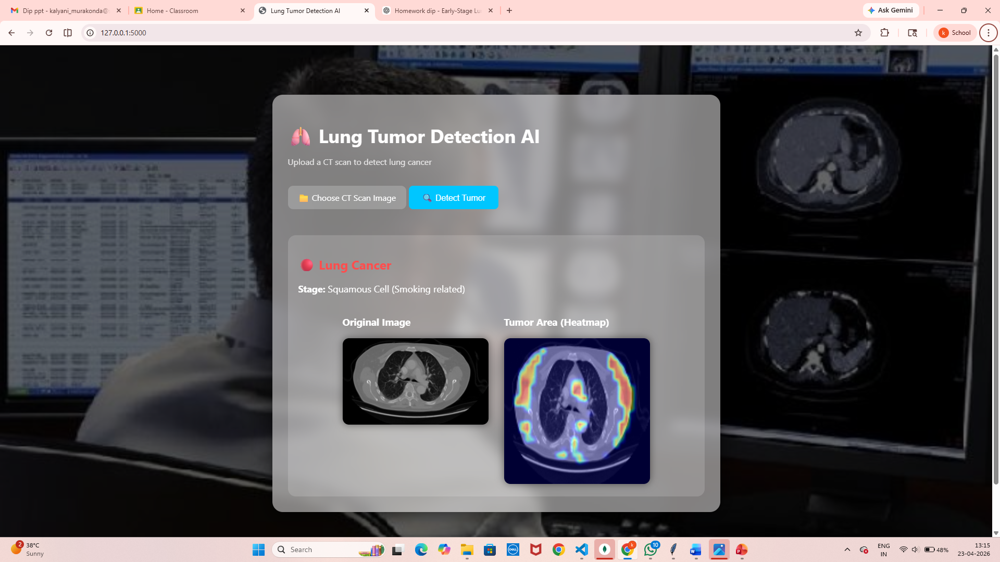 Dip ppt - kalyani_murakonda@s
Home - Classroom
Lung Tumor Detection AI
Homework dip - Early-Stage Lu
Ask Gemini
127.0.0.1:5000
k School
🫁 Lung Tumor Detection AI
Upload a CT scan to detect lung cancer
📁 Choose CT Scan Image
🔍 Detect Tumor
🔴 Lung Cancer
Stage: Squamous Cell (Smoking related)
Original Image
Tumor Area (Heatmap)
2
38°C
Sunny
Search
DELL
k
10
W
P
ENG
IN
48%
13:15
23-04-2026